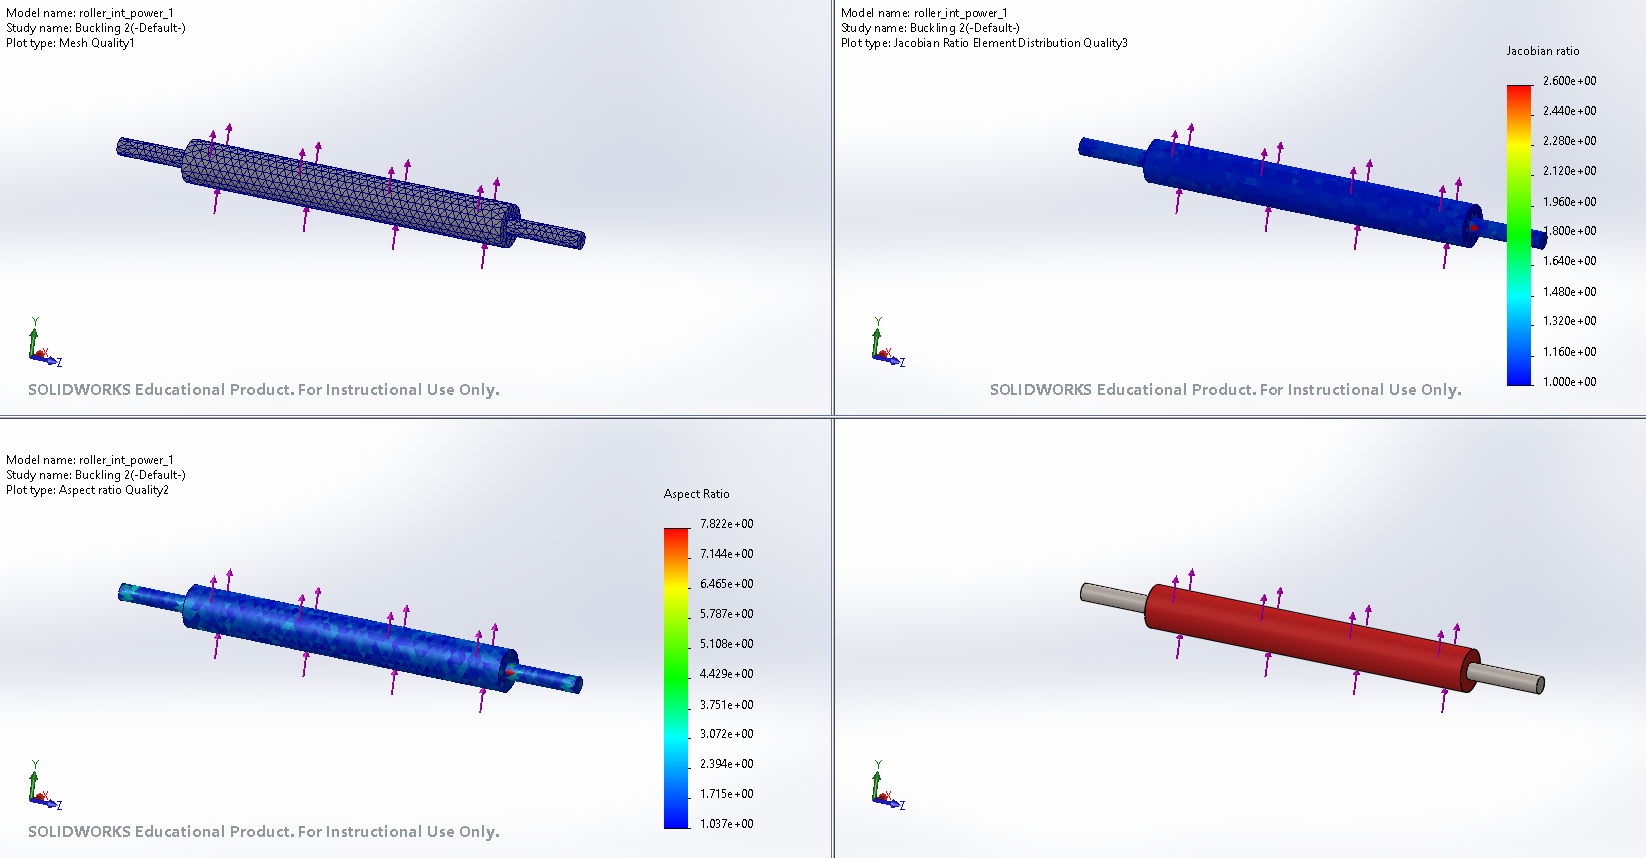 Model name: roller_int_power_1
Study name: Buckling 2(-Default-)
Plot type: Mesh Quality1
Y
X
Z
SOLIDWORKS Educational Product. For Instructional Use Only.
Model name: roller_int_power_1
Study name: Buckling 2(-Default-)
Plot type: Jacobian Ratio Element Distribution Quality3
Jacobian ratio
2.600e+00
2.440e+00
2.280e+00
2.120e+00
1.960e+00
1.800e+00
1.640e+00
1.480e+00
1.320e+00
1.160e+00
1.000e+00
Y
X
Z
SOLIDWORKS Educational Product. For Instructional Use Only.
Model name: roller_int_power_1
Study name: Buckling 2(-Default-)
Plot type: Aspect ratio Quality2
Aspect Ratio
7.822e+00
7.144e+00
6.465e+00
5.787e+00
5.108e+00
4.429e+00
3.751e+00
3.072e+00
2.394e+00
1.715e+00
1.037e+00
Y
X
Z
SOLIDWORKS Educational Product. For Instructional Use Only.
Y
X
Z